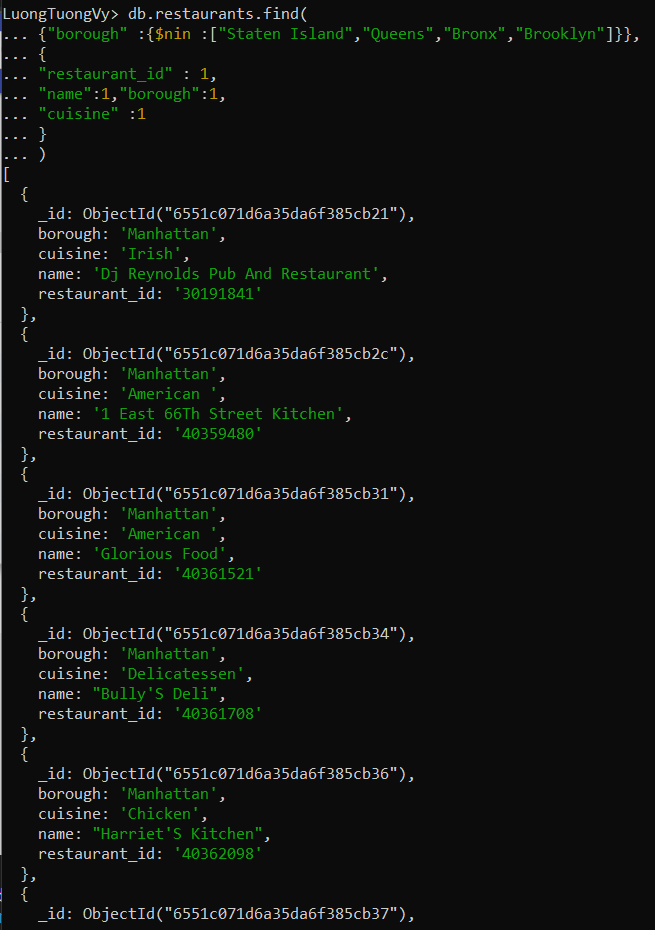 LuongTuongVy> db.restaurants.find(
... {"borough" :{$nin :["Staten Island","Queens","Bronx","Brooklyn"]}},
... {
... "restaurant_id" : 1,
... "name":1,"borough":1,
... "cuisine" :1
... }
... )
[
  {
    _id: ObjectId("6551c071d6a35da6f385cb21"),
    borough: 'Manhattan',
    cuisine: 'Irish',
    name: 'Dj Reynolds Pub And Restaurant',
    restaurant_id: '30191841'
  },
  {
    _id: ObjectId("6551c071d6a35da6f385cb2c"),
    borough: 'Manhattan',
    cuisine: 'American ',
    name: '1 East 66Th Street Kitchen',
    restaurant_id: '40359480'
  },
  {
    _id: ObjectId("6551c071d6a35da6f385cb31"),
    borough: 'Manhattan',
    cuisine: 'American ',
    name: 'Glorious Food',
    restaurant_id: '40361521'
  },
  {
    _id: ObjectId("6551c071d6a35da6f385cb34"),
    borough: 'Manhattan',
    cuisine: 'Delicatessen',
    name: "Bully'S Deli",
    restaurant_id: '40361708'
  },
  {
    _id: ObjectId("6551c071d6a35da6f385cb36"),
    borough: 'Manhattan',
    cuisine: 'Chicken',
    name: "Harriet'S Kitchen",
    restaurant_id: '40362098'
  },
  {
    _id: ObjectId("6551c071d6a35da6f385cb37"),